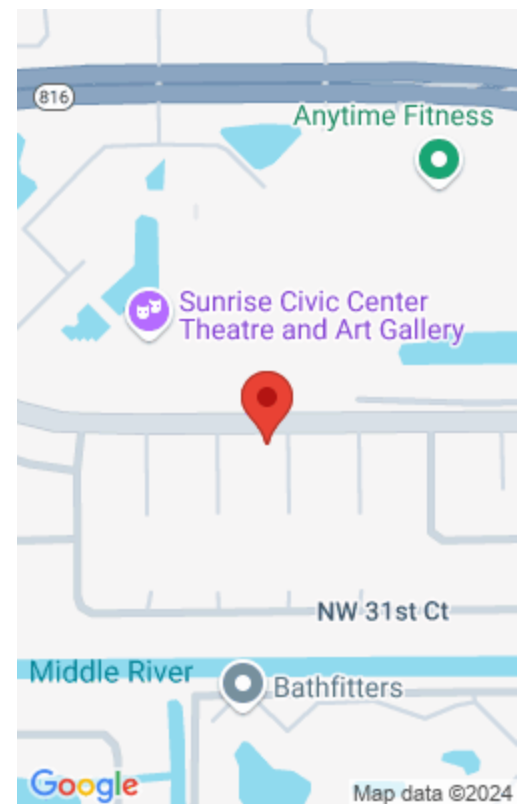 816
Anytime Fitness
Sunrise Civic Center
Theatre and Art Gallery
NW 31st Ct
Middle River
Bathfitters
Google
Map data ©2024